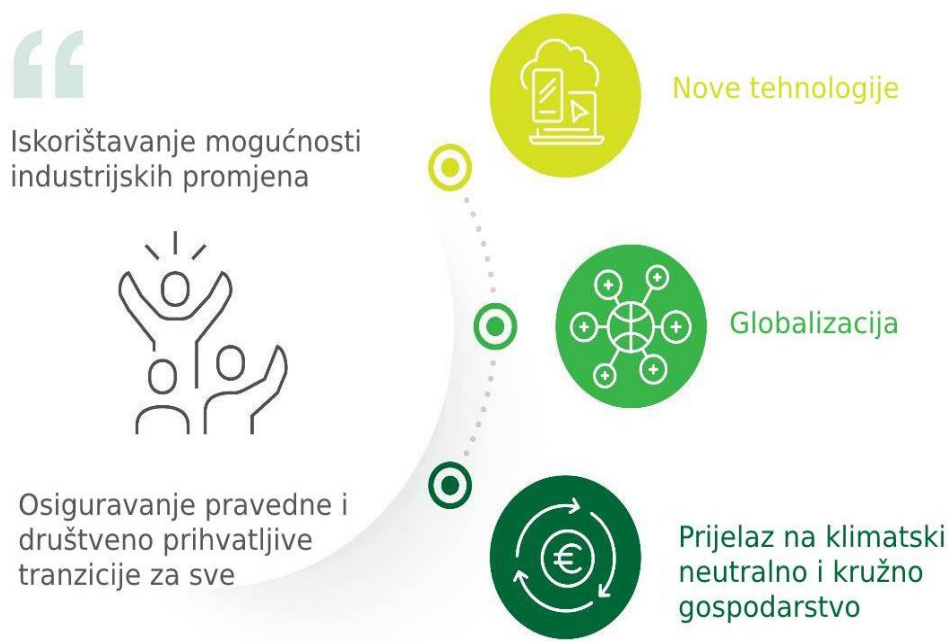 Iskorištavanje mogućnosti
industrijskih promjena
Osiguravanje pravedne i
društveno prihvatljive
tranzicije za sve
Nove tehnologije
Globalizacija
€
Prijelaz na klimatski
neutralno i kružno
gospodarstvo